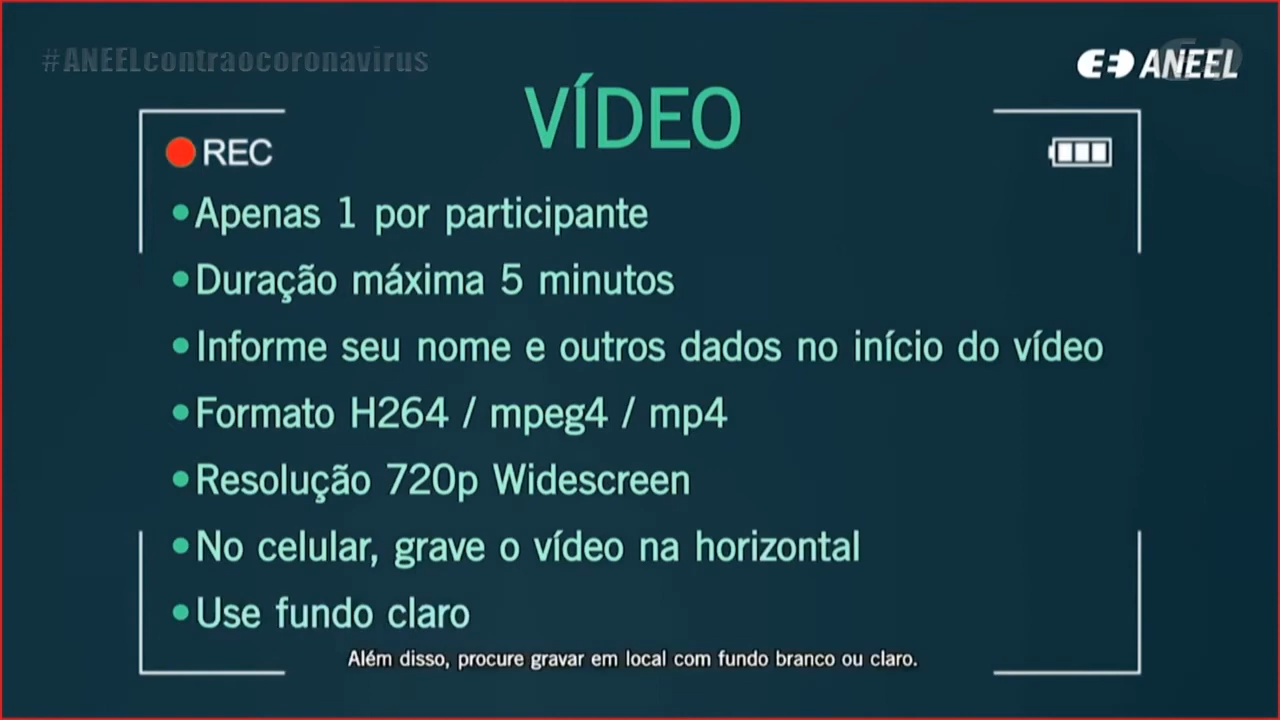 #ANEELcontraocoronavirus
ANEEL
VÍDEO
REC
•Apenas 1 por participante
•Duração máxima 5 minutos
•Informe seu nome e outros dados no início do vídeo
•Formato H264 / mpeg4 / mp4
•Resolução 720p Widescreen
•No celular, grave o vídeo na horizontal
•Use fundo claro
Além disso, procure gravar em local com fundo branco ou claro.